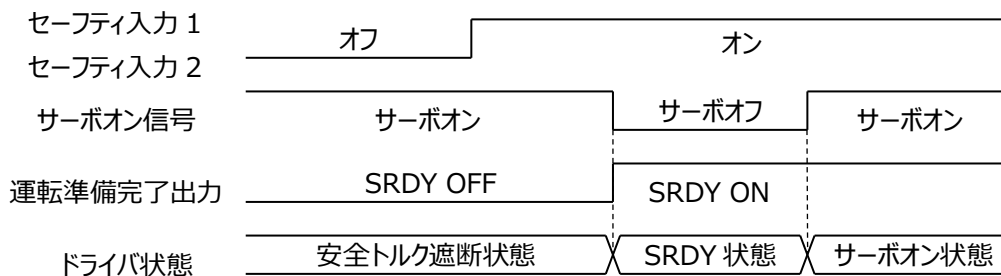 セーフティ入力 1
オフ
オン
セーフティ入力 2
サーボオン信号
サーボオン
サーボオフ
サーボオン
運転準備完了出力
SRDY OFF
SRDY ON
ドライバ状態
安全トルク遮断状態
SRDY 状態
サーボオン状態